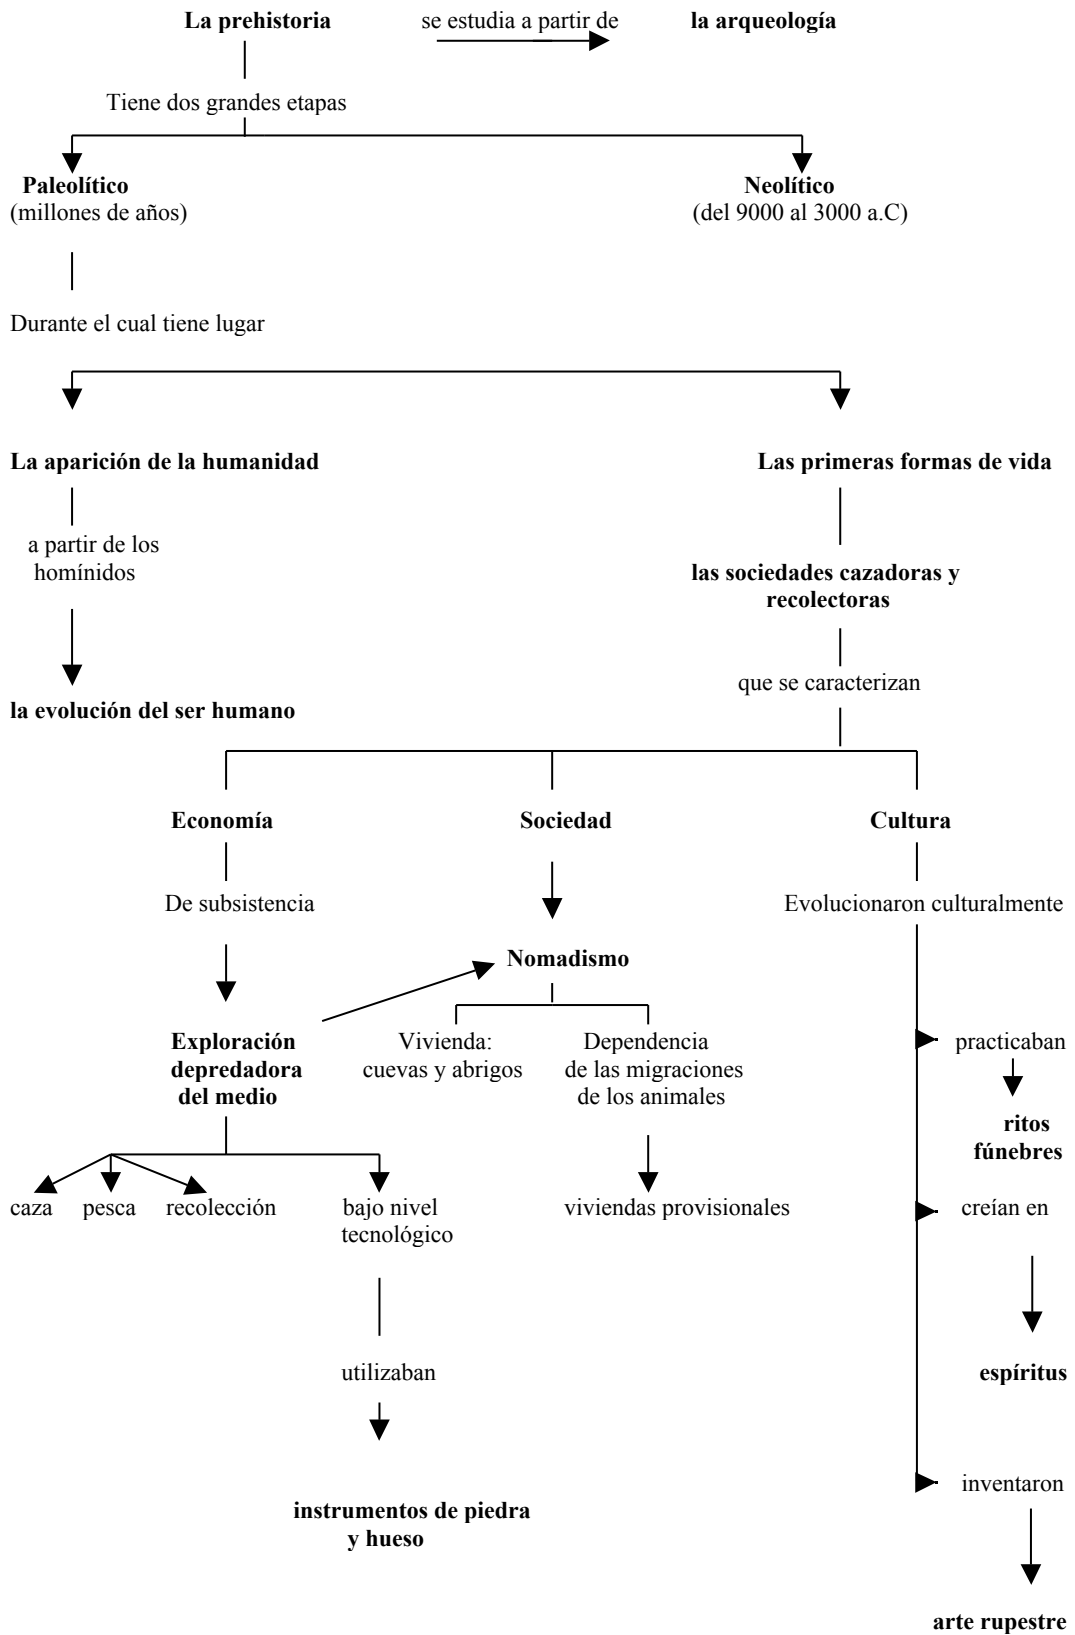 La prehistoria se estudia a partir de la arqueología
Tiene dos grandes etapas
Paleolítico Neolítico
(millones de años) (del 9000 al 3000 a.C)
Durante el cual tiene lugar
La aparición de la humanidad Las primeras formas de vida
a partir de los
homínidos
las sociedades cazadoras y
recolectoras
que se caracterizan
la evolución del ser humano
Economía Sociedad Cultura
De subsistencia Evolucionaron culturalmente
Nomadismo
Exploración
depredadora
del medio
Vivienda:
cuevas y abrigos
Dependencia
de las migraciones
de los animales
practicaban
ritos
fúnebres
caza pesca recolección
bajo nivel
tecnológico
viviendas provisionales
creían en
utilizaban
espíritus
inventaron
instrumentos de piedra
y hueso
arte rupestre